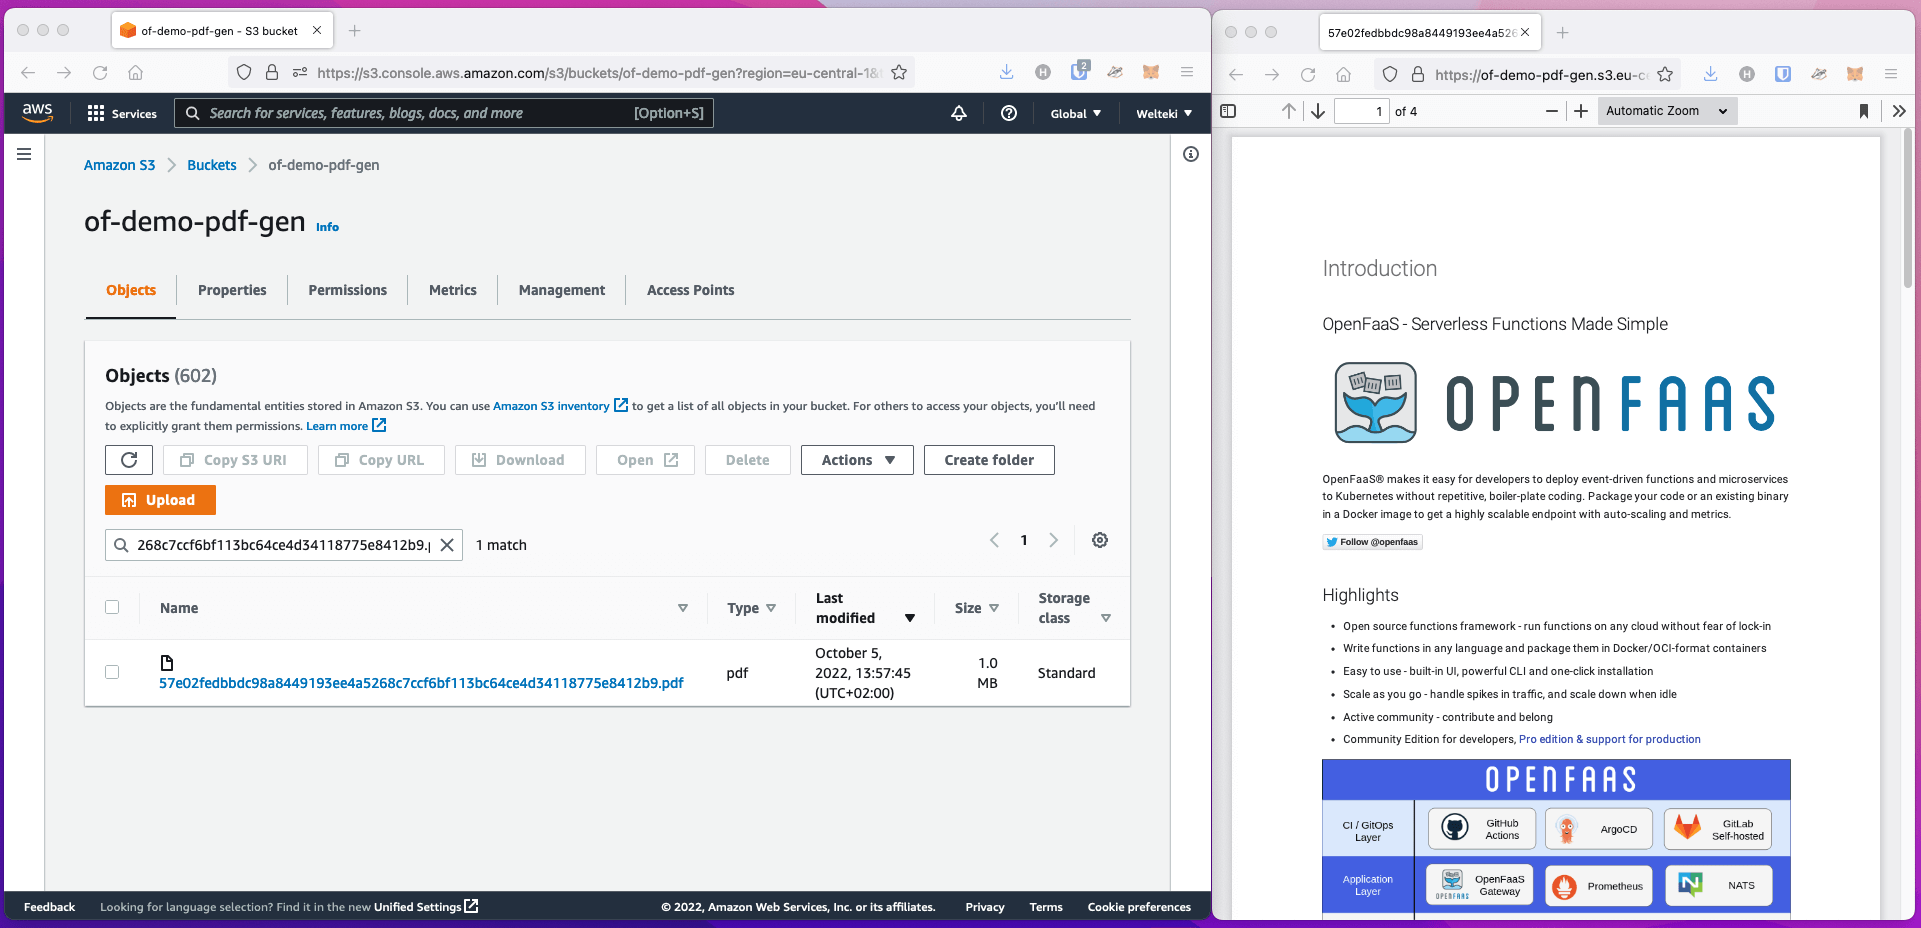 of-demo-pdf-gen - S3 bucket
https://s3.console.aws.amazon.com/s3/buckets/of-demo-pdf-gen?region=eu-central-1&
H
2
aws
Services
Search for services, features, blogs, docs, and more
[Option+S]
Global
Welteki
Amazon S3
Buckets
of-demo-pdf-gen
of-demo-pdf-gen Info
Objects
Properties
Permissions
Metrics
Management
Access Points
Objects (602)
Objects are the fundamental entities stored in Amazon S3. You can use Amazon S3 inventory to get a list of all objects in your bucket. For others to access your objects, you'll need
to explicitly grant them permissions. Learn more
Copy S3 URI
Copy URL
Download
Open
Delete
Actions
Create folder
Upload
268c7ccf6bf113bc64ce4d34118775e8412b9.
1 match
1
Name
Type
Last
modified
Size
Storage
class
57e02fedbbdc98a8449193ee4a5268c7ccf6bf113bc64ce4d34118775e8412b9.pdf
pdf
October 5,
2022, 13:57:45
(UTC+02:00)
1.0
MB
Standard
Feedback
Looking for language selection? Find it in the new Unified Settings
© 2022, Amazon Web Services, Inc. or its affiliates.
Privacy
Terms
Cookie preferences
57e02fedbbdc98a8449193ee4a526
https://of-demo-pdf-gen.s3.eu-c
H
1
of 4
Automatic Zoom
Introduction
OpenFaaS - Serverless Functions Made Simple
OPENFAAS
OpenFaaS® makes it easy for developers to deploy event-driven functions and microservices
to Kubernetes without repetitive, boiler-plate coding. Package your code or an existing binary
in a Docker image to get a highly scalable endpoint with auto-scaling and metrics.
Follow @openfaas
Highlights
• Open source functions framework - run functions on any cloud without fear of lock-in
• Write functions in any language and package them in Docker/OCI-format containers
• Easy to use - built-in UI, powerful CLI and one-click installation
• Scale as you go - handle spikes in traffic, and scale down when idle
• Active community - contribute and belong
• Community Edition for developers, Pro edition & support for production
OPENFAAS
CI / GitOps
Layer
GitHub
Actions
ArgoCD
GitLab
Self-hosted
Application
Layer
OPENFAAS
OpenFaaS
Gateway
Prometheus
NATS